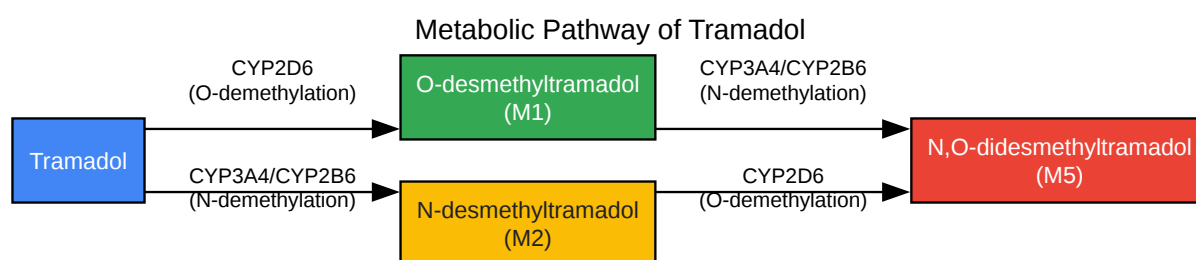 Metabolic Pathway of Tramadol
CYP2D6
(O-demethylation)
O-desmethyltramadol
(M1)
CYP3A4/CYP2B6
(N-demethylation)
Tramadol
N,O-didesmethyltramadol
(M5)
CYP3A4/CYP2B6
(N-demethylation)
N-desmethyltramadol
(M2)
CYP2D6
(O-demethylation)